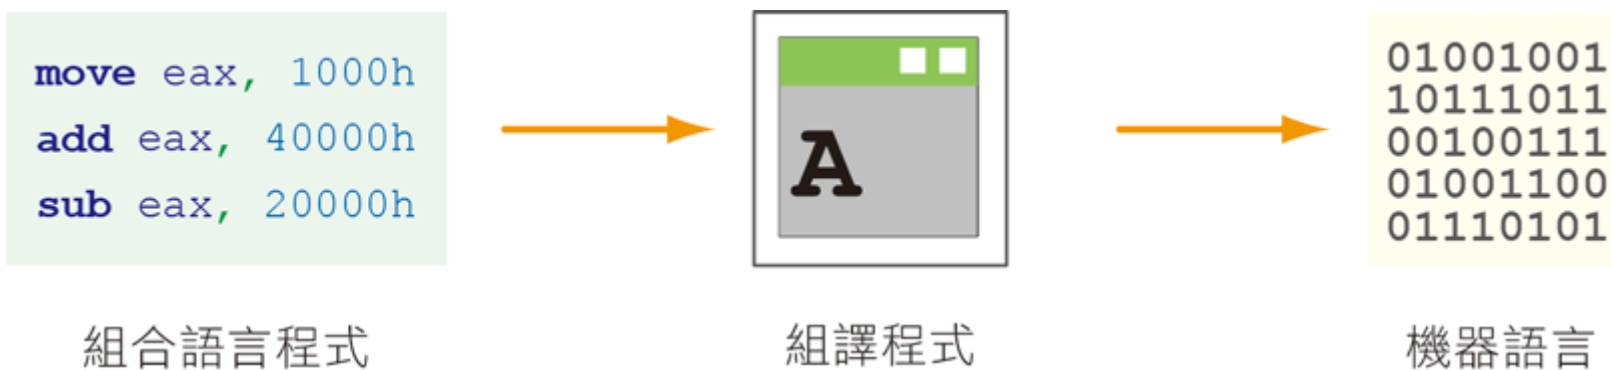 move eax, 1000h
add eax, 40000h
sub eax, 20000h
組合語言程式
A
組譯程式
01001001
10111011
00100111
01001100
01110101
機器語言